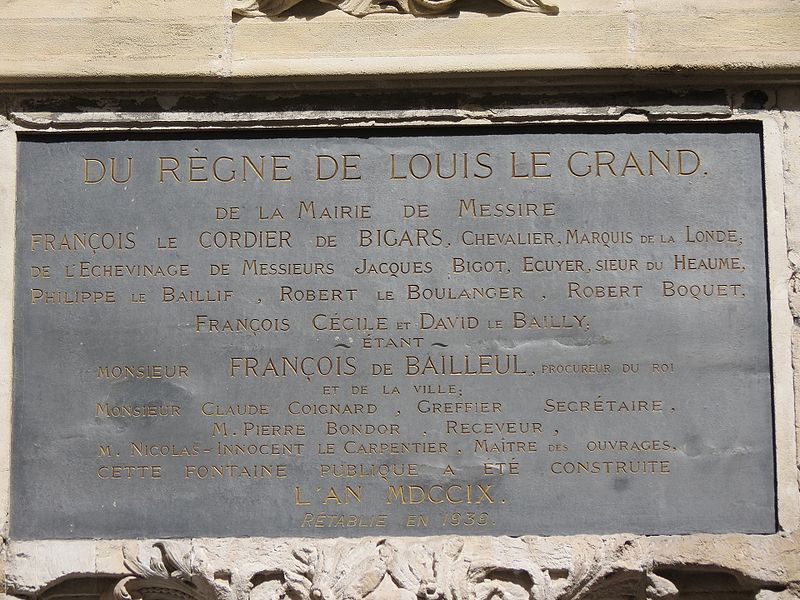 DU RÈGNE DE LOUIS LE GRAND.
DE LA MAIRIE DE MESSIRE
FRANÇOIS LE CORDIER DE BIGARS, CHEVALIER, MARQUIS DE LA LONDE;
DE L'ECHEVINAGE DE MESSIEURS JACQUES BIGOT, ECUYER, SIEUR DU HEAUME,
PHILIPPE LE BAILLIF, ROBERT LE BOULANGER, ROBERT BOQUET,
FRANÇOIS CÉCILE ET DAVID LE BAILLY;
~ ÉTANT ~
MONSIEUR FRANÇOIS DE BAILLEUL, PROCUREUR DU ROI
ET DE LA VILLE;
MONSIEUR CLAUDE COIGNARD, GREFFIER SECRÉTAIRE,
M. PIERRE BONDOR, RECEVEUR,
M. NICOLAS-INNOCENT LE CARPENTIER, MAÎTRE DES OUVRAGES,
CETTE FONTAINE PUBLIQUE A ÉTÉ CONSTRUITE
L'AN MDCCIX.
RÉTABLIE EN